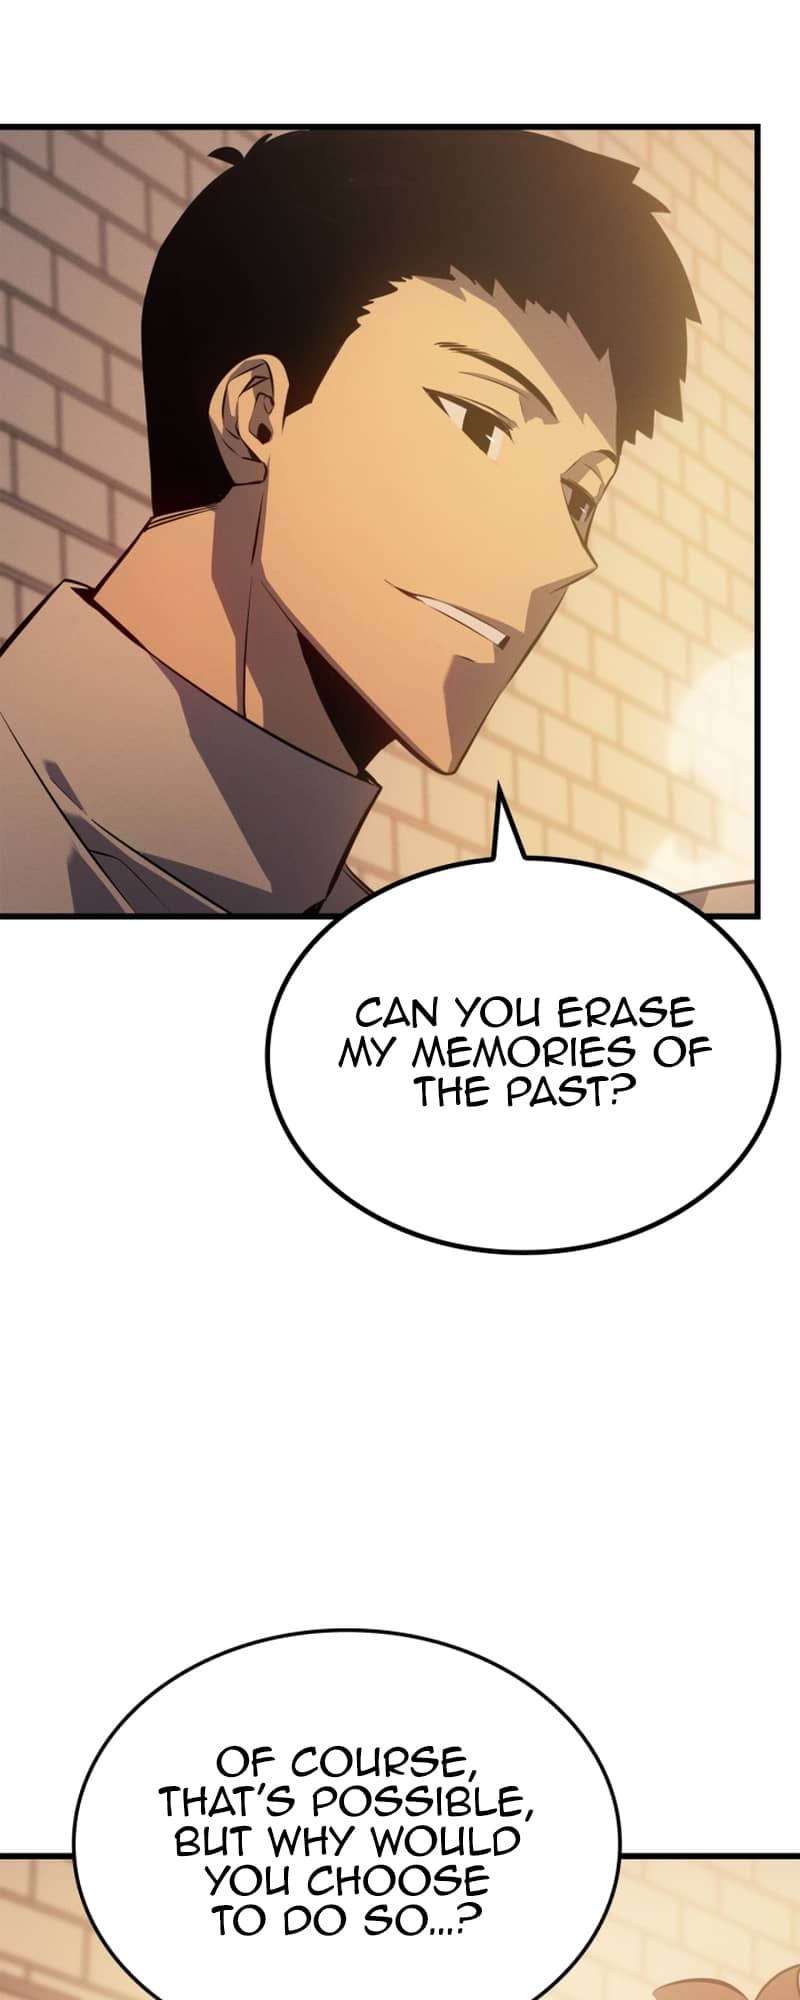 CAN YOU ERASE
MY MEMORIES OF
THE PAST?
OF COURSE,
THAT'S POSSIBLE,
BUT WHY WOULD
YOU CHOOSE
TO DO SO...?